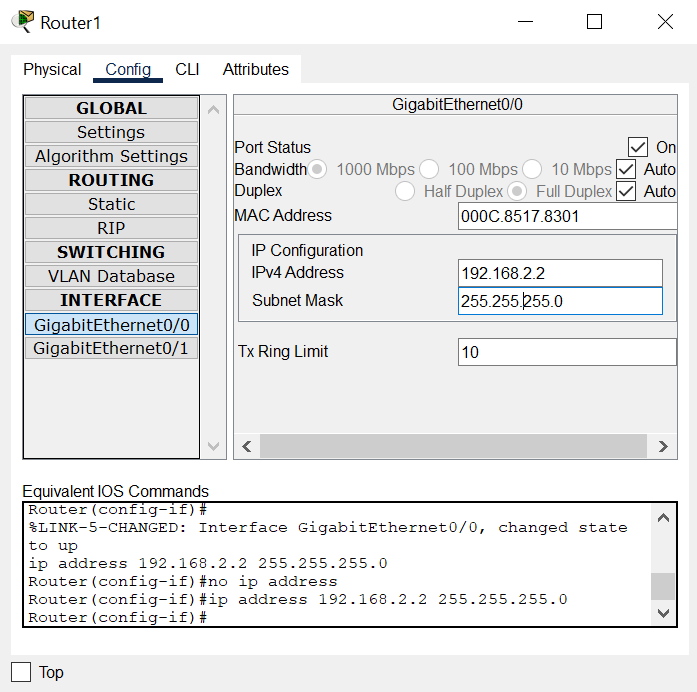 Router1
Physical Config CLI Attributes
GLOBAL
Settings
Algorithm Settings
ROUTING
Static
RIP
SWITCHING
VLAN Database
INTERFACE
GigabitEthernet0/0
GigabitEthernet0/1
GigabitEthernet0/0
Port Status On
Bandwidth 1000 Mbps 100 Mbps 10 Mbps Auto
Duplex Half Duplex Full Duplex Auto
MAC Address 000C.8517.8301
IP Configuration
IPv4 Address 192.168.2.2
Subnet Mask 255.255.255.0
Tx Ring Limit 10
Equivalent IOS Commands
Router(config-if)#
%LINK-5-CHANGED: Interface GigabitEthernet0/0, changed state
to up
ip address 192.168.2.2 255.255.255.0
Router(config-if)#no ip address
Router(config-if)#ip address 192.168.2.2 255.255.255.0
Router(config-if)#
Top